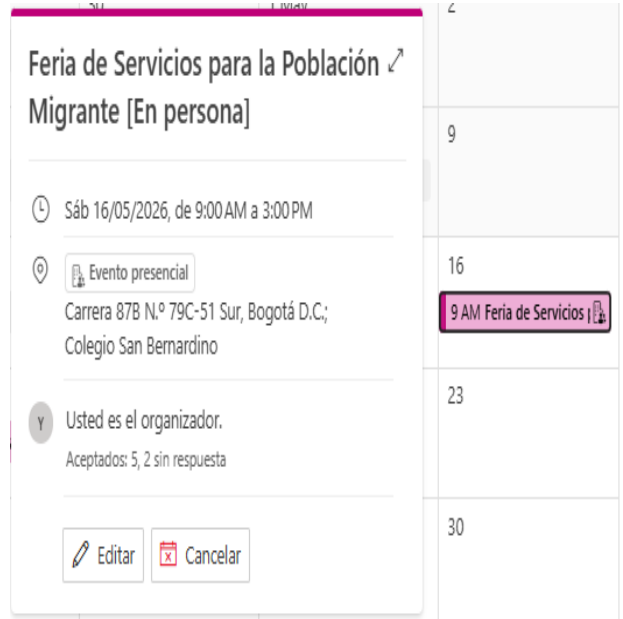 2
Feria de Servicios para la Población
Migrante [En persona]
9
Sáb 16/05/2026, de 9:00 AM a 3:00 PM
Evento presencial
Carrera 87B N.º 79C-51 Sur, Bogotá D.C.;
Colegio San Bernardino
16
9 AM Feria de Servicios
23
Y
Usted es el organizador.
Aceptados: 5, 2 sin respuesta
30
Editar
Cancelar